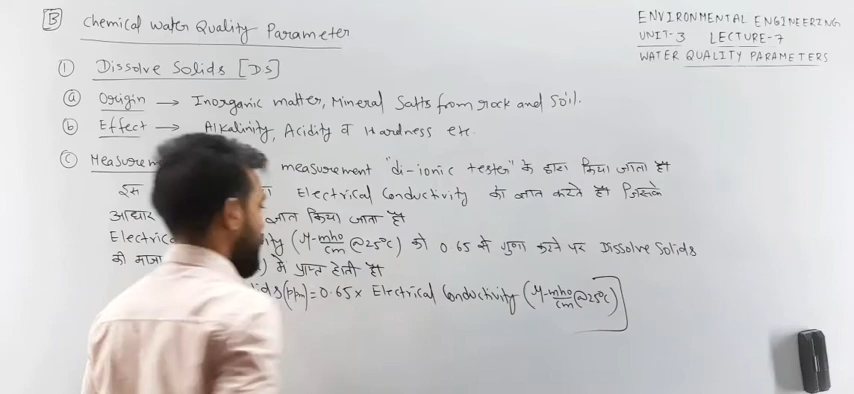 B Chemical Water Quality Parameter
ENVIRONMENTAL ENGINEERING
UNIT-3 LECTURE-7
WATER QUALITY PARAMETERS
1 Dissolve Solids [D.S]
a Origin → Inorganic matter, Mineral Salts from rock and Soil.
b Effect → Alkalinity, Acidity व Hardness etc.
c Measurem measurement "di-ionic tester" के द्वारा किया जाता है।
इस Electrical Conductivity को ज्ञात करते हैं। जिसके
आधार ज्ञात किया जाता है।
Electrica ity (μ-mho/cm @25°C) को 0.65 से गुणा करने पर Dissolve Solids
की मात्रा ) में प्राप्त होती है।
lids (ppm) = 0.65 × Electrical Conductivity (μ-mho/cm @25°C)